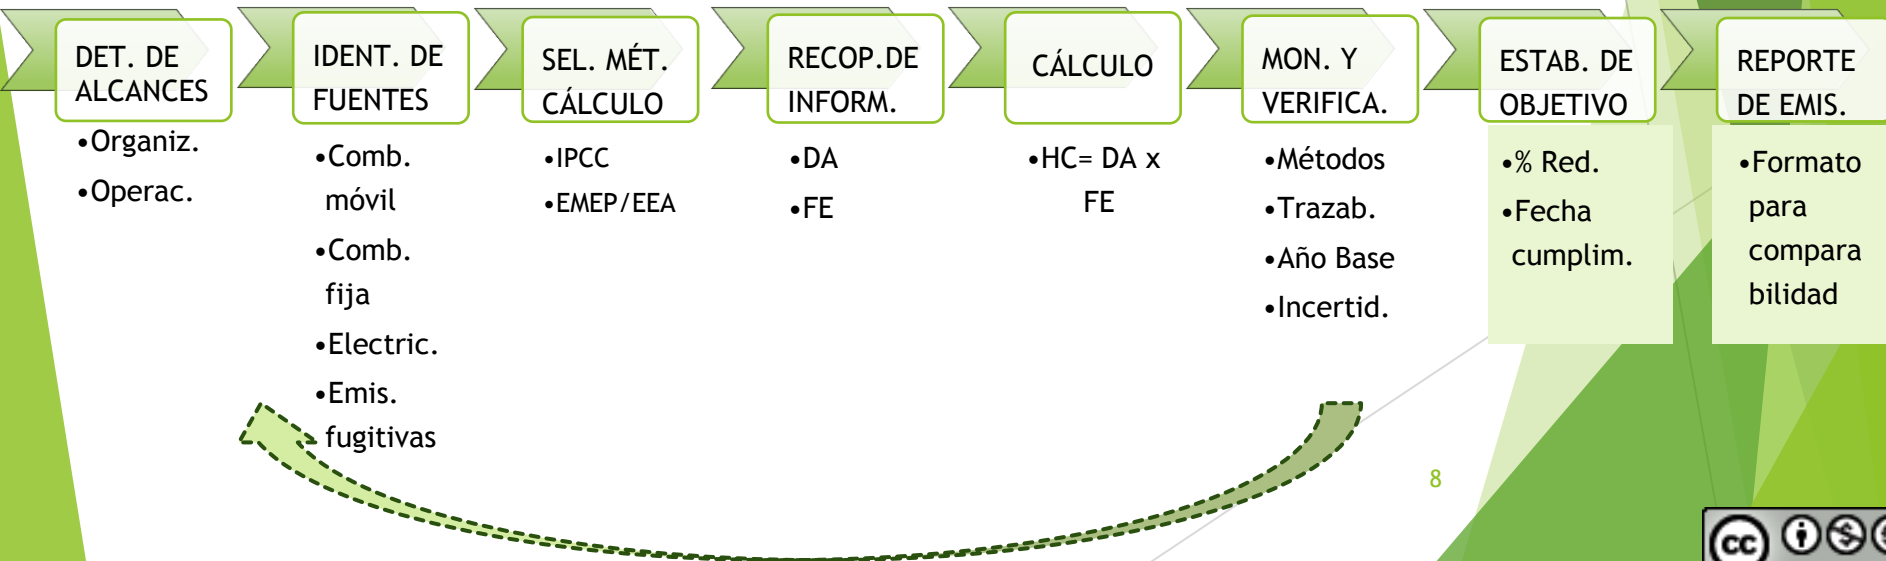 DET. DE
ALCANCES
•Organiz.
•Operac.
IDENT. DE
FUENTES
•Comb.
móvil
•Comb.
fija
•Electric.
•Emis.
fugitivas
SEL. MÉT.
CÁLCULO
•IPCC
•EMEP/EEA
RECOP.DE
INFORM.
•DA
•FE
CÁLCULO
•HC= DA x
FE
MON. Y
VERIFICA.
•Métodos
•Trazab.
•Año Base
•Incertid.
ESTAB. DE
OBJETIVO
•% Red.
•Fecha
cumplim.
REPORTE
DE EMIS.
•Formato
para
compara
bilidad
8
cc